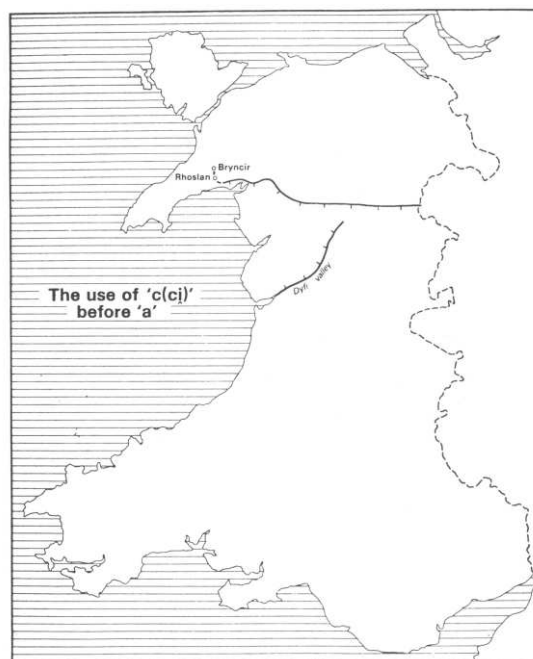 Bryncir
Rhoslan
Dyfi valley
The use of ‘c(ci̭)’
before ‘a’